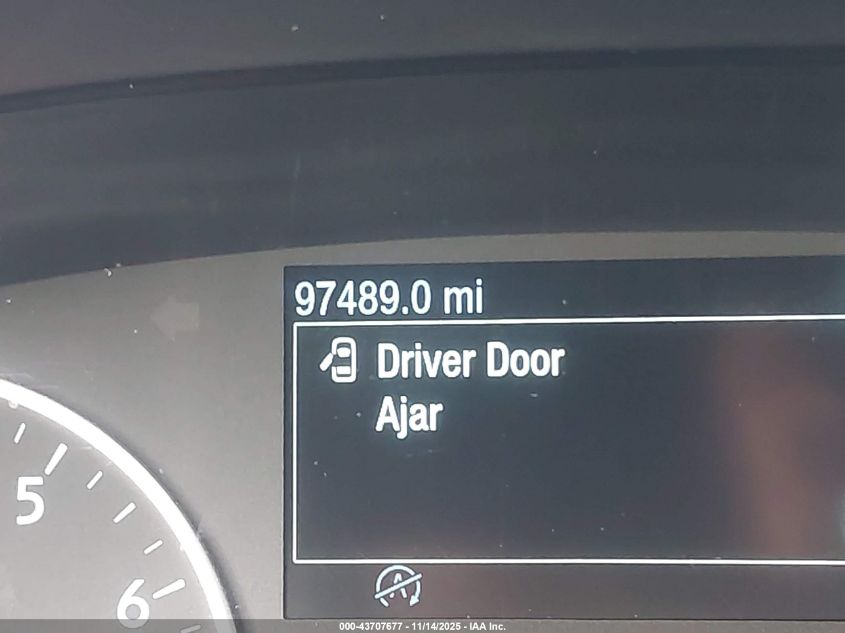 97489.0 mi
Driver Door
Ajar
5
6
A
000-43707677 - 11/14/2025 - IAA Inc.